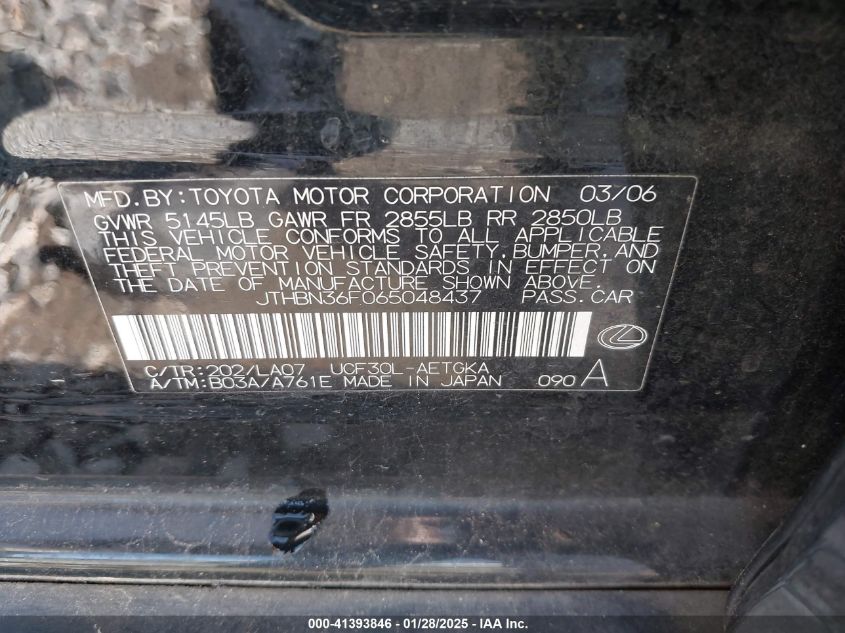 MFD.BY:TOYOTA MOTOR CORPORATION 03/06
GVWR 5145LB GAWR FR 2855LB RR 2850LB
THIS VEHICLE CONFORMS TO ALL APPLICABLE
FEDERAL MOTOR VEHICLE SAFETY,BUMPER,AND
THEFT PREVENTION STANDARDS IN EFFECT ON
THE DATE OF MANUFACTURE SHOWN ABOVE.
JTHBN36F065048437 PASS.CAR
C/TR:202/LA07 UCF30L-AETGKA
A/TM:B03A/A761E MADE IN JAPAN 090 A
000-41393846 | 01/28/2025 - IAA Inc.